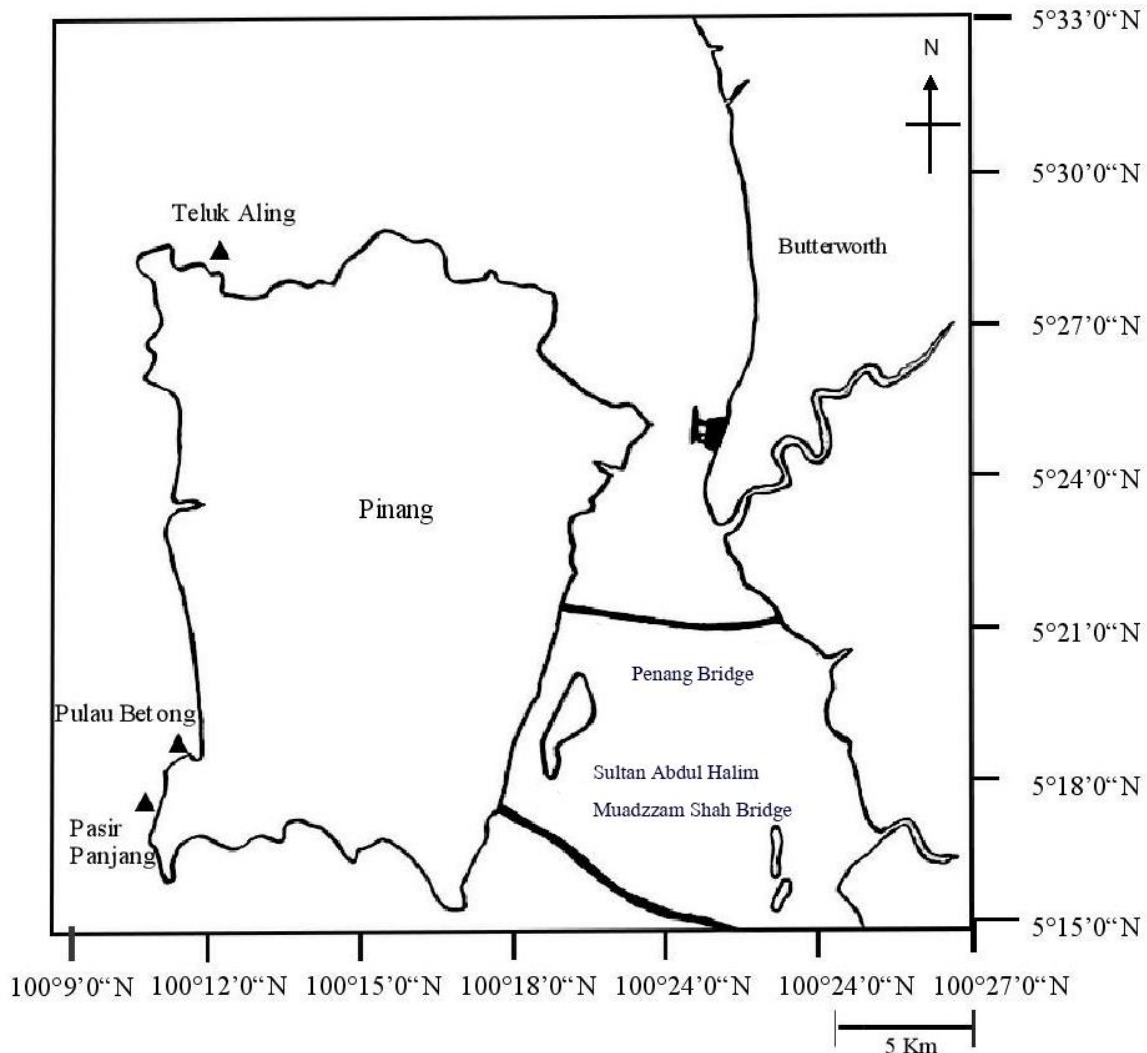 5°33'0“N
N
5°30'0“N
Teluk Aling
Butterworth
5°27'0“N
5°24'0“N
Pinang
5°21'0“N
Penang Bridge
Pulau Betong
Sultan Abdul Halim
Muadzzam Shah Bridge
5°18'0“N
Pasir
Panjang
5°15'0“N
100°9'0“N 100°12'0“N 100°15'0“N 100°18'0“N 100°24'0“N 100°24'0“N 100°27'0“N
5 Km